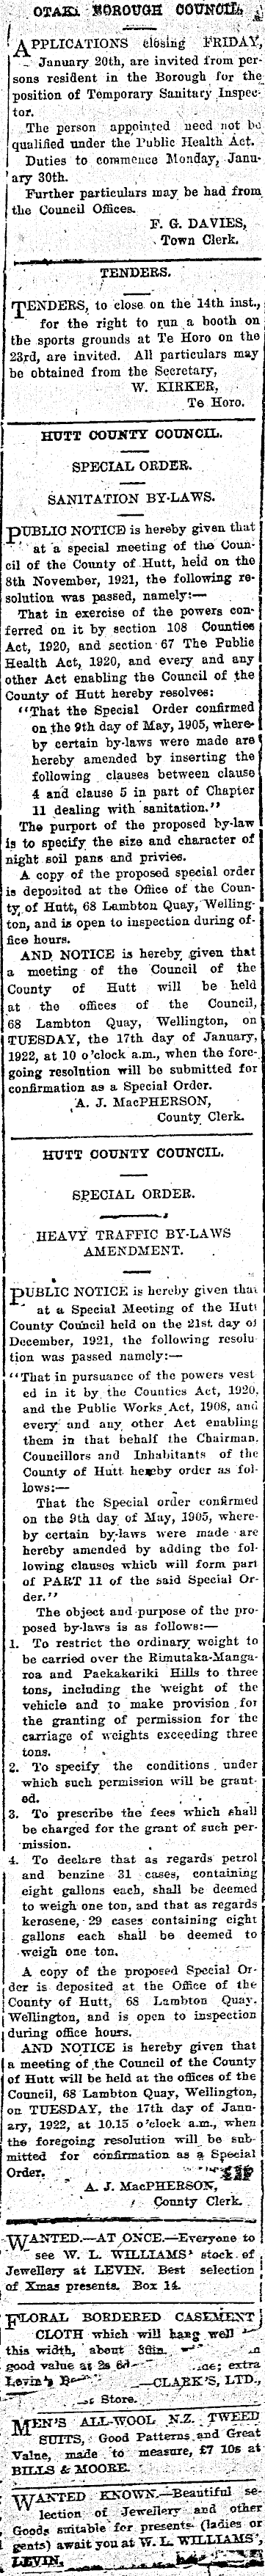 OTAKI BOROUGH COUNCIL.
APPLICATIONS closing FRIDAY,
January 20th, are invited from per-
sons resident in the Borough for the
position of Temporary Sanitary Inspec-
tor.
The person appointed need not be
qualified under the Public Health Act.
Duties to commence Monday, Janu-
ary 30th.
Further particulars may be had from
the Council Offices.
F. G. DAVIES,
Town Clerk.
TENDERS.
TENDERS, to close on the 14th inst.,
for the right to run a booth on
the sports grounds at Te Horo on the
23rd, are invited. All particulars may
be obtained from the Secretary,
W. KIRKER,
Te Horo.
HUTT COUNTY COUNCIL.
SPECIAL ORDER.
SANITATION BY-LAWS.
PUBLIC NOTICE is hereby given that
at a special meeting of the Coun-
cil of the County of Hutt, held on the
8th November, 1921, the following re-
solution was passed, namely:—
That in exercise of the powers con-
ferred on it by section 108 Counties
Act, 1920, and section 67 The Public
Health Act, 1920, and every and any
other Act enabling the Council of the
County of Hutt hereby resolves:
"That the Special Order confirmed
on the 9th day of May, 1905, where-
by certain by-laws were made are
hereby amended by inserting the
following clauses between clause
4 and clause 5 in part of Chapter
11 dealing with sanitation."
The purport of the proposed by-law
is to specify the size and character of
night soil pans and privies.
A copy of the proposed special order
is deposited at the Office of the Coun-
ty of Hutt, 68 Lambton Quay, Welling-
ton, and is open to inspection during of-
fice hours.
AND NOTICE is hereby given that
a meeting of the Council of the
County of Hutt will be held
at the offices of the Council,
68 Lambton Quay, Wellington, on
TUESDAY, the 17th day of January,
1922, at 10 o'clock a.m., when the fore-
going resolution will be submitted for
confirmation as a Special Order.
A. J. MacPHERSON,
County Clerk.
HUTT COUNTY COUNCIL.
SPECIAL ORDER.
HEAVY TRAFFIC BY-LAWS
AMENDMENT.
PUBLIC NOTICE is hereby given that
at a Special Meeting of the Hutt
County Council held on the 21st day of
December, 1921, the following resolu
tion was passed namely:—
"That in pursuance of the powers vest
ed in it by the Counties Act, 1920,
and the Public Works Act, 1908, and
every and any other Act enabling
them in that behalf the Chairman,
Councillors and Inhabitants of the
County of Hutt hereby order as fol-
lows:—
That the Special order confirmed
on the 9th day of May, 1905, where-
by certain by-laws were made are
hereby amended by adding the fol-
lowing clauses which will form part
of PART 11 of the said Special Or-
der."
The object and purpose of the pro-
posed by-laws is as follows:—
1. To restrict the ordinary weight to
be carried over the Rimutaka-Manga-
roa and Paekakariki Hills to three
tons, including the weight of the
vehicle and to make provision for
the granting of permission for the
carriage of weights exceeding three
tons.
2. To specify the conditions under
which such permission will be grant-
ed.
3. To prescribe the fees which shall
be charged for the grant of such per-
mission.
4. To declare that as regards petrol
and benzine 31 cases, containing
eight gallons each, shall be deemed
to weigh one ton, and that as regards
kerosene, 29 cases containing eight
gallons each shall be deemed to
weigh one ton.
A copy of the proposed Special Or-
der is deposited at the Office of the
County of Hutt, 68 Lambton Quay.
Wellington, and is open to inspection
during office hours.
AND NOTICE is hereby given that
a meeting of the Council of the County
of Hutt will be held at the offices of the
Council, 68 Lambton Quay, Wellington,
on TUESDAY, the 17th day of Janu-
ary, 1922, at 10.15 o'clock a.m., when
the foregoing resolution will be sub-
mitted for confirmation as a Special
Order.
A. J. MacPHERSON,
County Clerk.
WANTED.—AT ONCE.—Everyone to
see W. L. WILLIAMS' stock of
Jewellery at LEVIN. Best selection
of Xmas presents. Box 14.
FLORAL BORDERED CASEMENT
CLOTH which will hang well
this width, about 36in.
good value at 2s 6d extra
Levin's —CLARK'S, LTD.,
Store.
MEN'S ALL-WOOL N.Z. TWEED
SUITS, Good Patterns and Great
Value, made to measure, £7 10s at
BILLS & MOORE.
WANTED KNOWN.—Beautiful se-
lection of Jewellery and other
Goods suitable for presents (ladies or
gents) await you at W. L. WILLIAMS',
LEVIN.